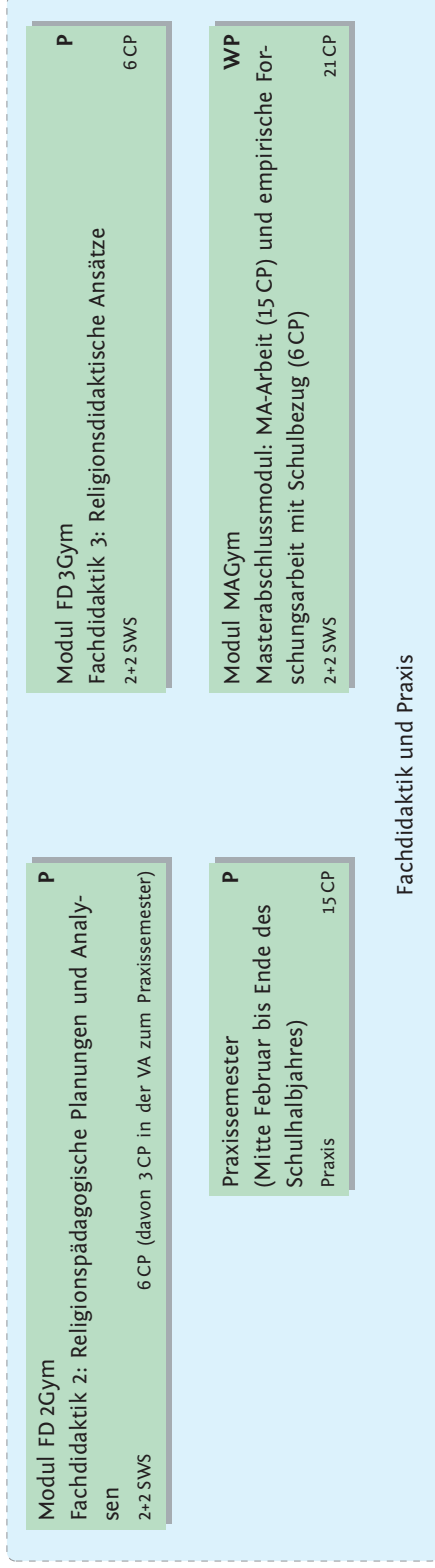 Modul FD 2Gym P
Fachdidaktik 2: Religionspädagogische Planungen und Analy-
sen
2+2 SWS 6 CP (davon 3 CP in der VA zum Praxissemester)
Modul FD 3Gym P
Fachdidaktik 3: Religionsdidaktische Ansätze
2+2 SWS 6 CP
Praxissemester P
(Mitte Februar bis Ende des
Schulhalbjahres)
Praxis 15 CP
Modul MAGym WP
Masterabschlussmodul: MA-Arbeit (15 CP) und empirische For-
schungsarbeit mit Schulbezug (6 CP)
2+2 SWS 21 CP
Fachdidaktik und Praxis